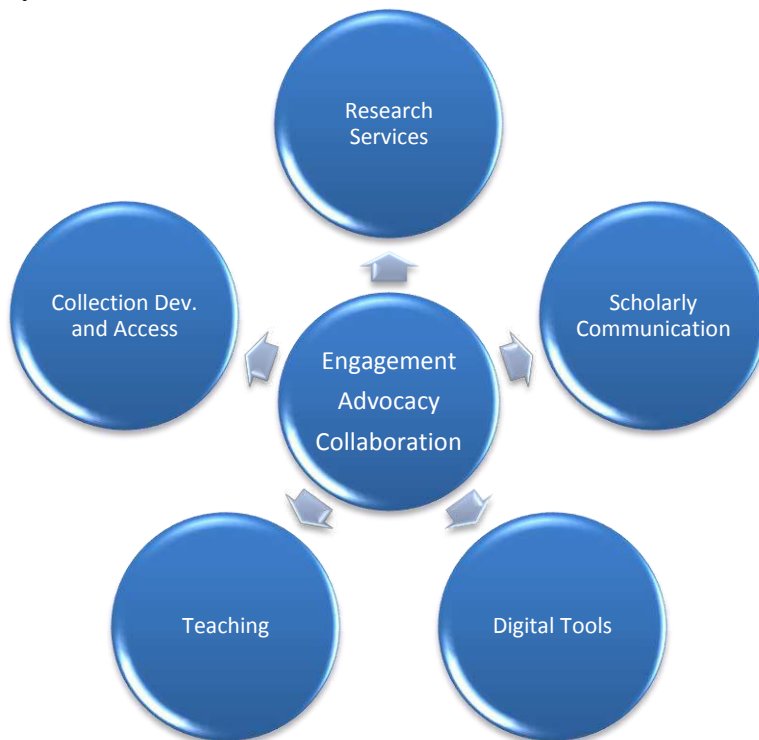 Research
Services
Collection Dev.
and Access
Scholarly
Communication
Engagement
Advocacy
Collaboration
Teaching
Digital Tools